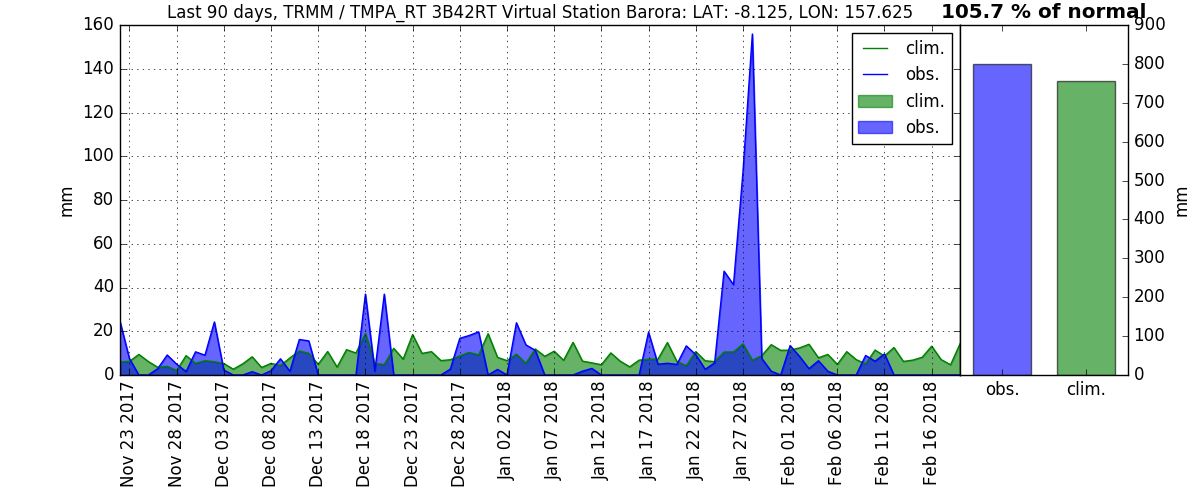 Last 90 days, TRMM / TMPA_RT 3B42RT Virtual Station Barora: LAT: -8.125, LON: 157.625
105.7 % of normal
160
140
120
100
80
60
40
20
0
mm
clim.
obs.
clim.
obs.
900
800
700
600
500
400
300
200
100
0
mm
obs.
clim.
Nov 23 2017
Nov 28 2017
Dec 03 2017
Dec 08 2017
Dec 13 2017
Dec 18 2017
Dec 23 2017
Dec 28 2017
Jan 02 2018
Jan 07 2018
Jan 12 2018
Jan 17 2018
Jan 22 2018
Jan 27 2018
Feb 01 2018
Feb 06 2018
Feb 11 2018
Feb 16 2018